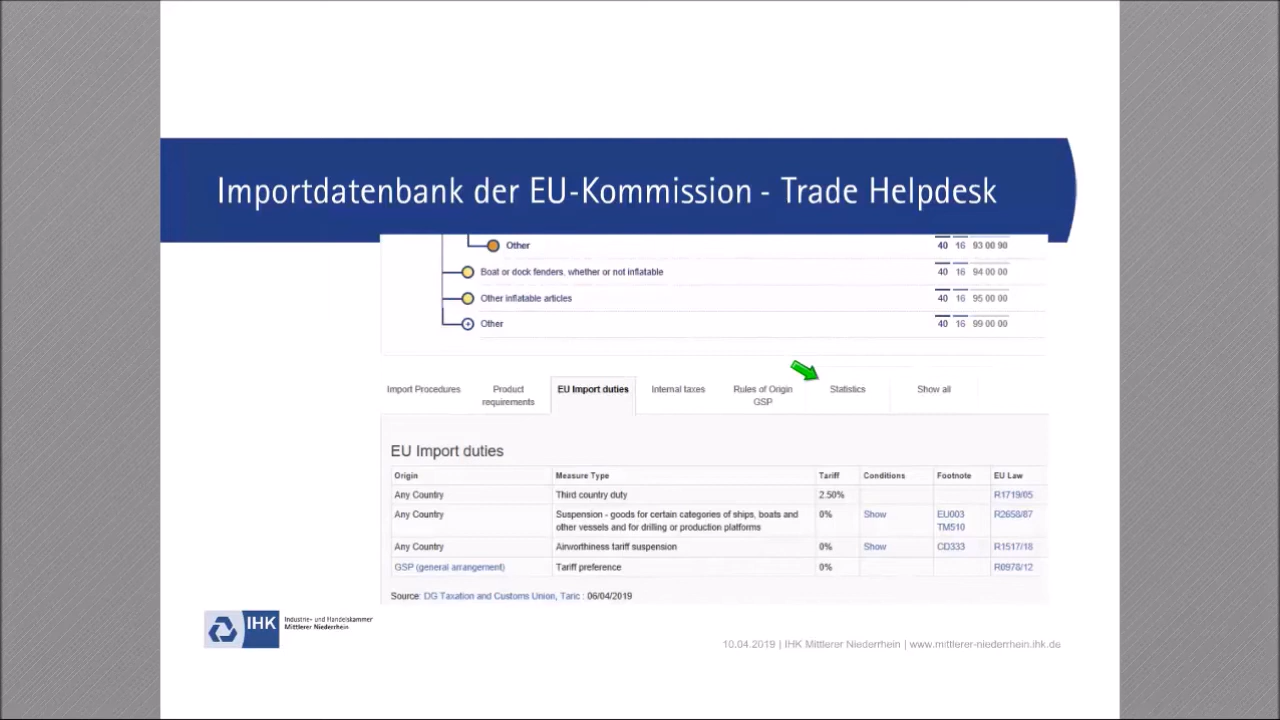 Importdatenbank der EU-Kommission - Trade Helpdesk
Other 40 16 93 00 90
Boat or dock fenders, whether or not inflatable 40 16 94 00 00
Other inflatable articles 40 16 95 00 00
Other 40 16 99 00 00
Import Procedures Product requirements EU Import duties Internal taxes Rules of Origin GSP Statistics Show all
EU Import duties
Origin Measure Type Tariff Conditions Footnote EU Law
Any Country Third country duty 2.50% R1719/05
Any Country Suspension - goods for certain categories of ships, boats and 0% Show EU003 R2658/87
other vessels and for drilling or production platforms TM510
Any Country Airworthiness tariff suspension 0% Show CD333 R1517/18
GSP (general arrangement) Tariff preference 0% R0978/12
Source: DG Taxation and Customs Union, Taric : 06/04/2019
IHK Industrie- und Handelskammer
Mittlerer Niederrhein
10.04.2019 | IHK Mittlerer Niederrhein | www.mittlerer-niederrhein.ihk.de